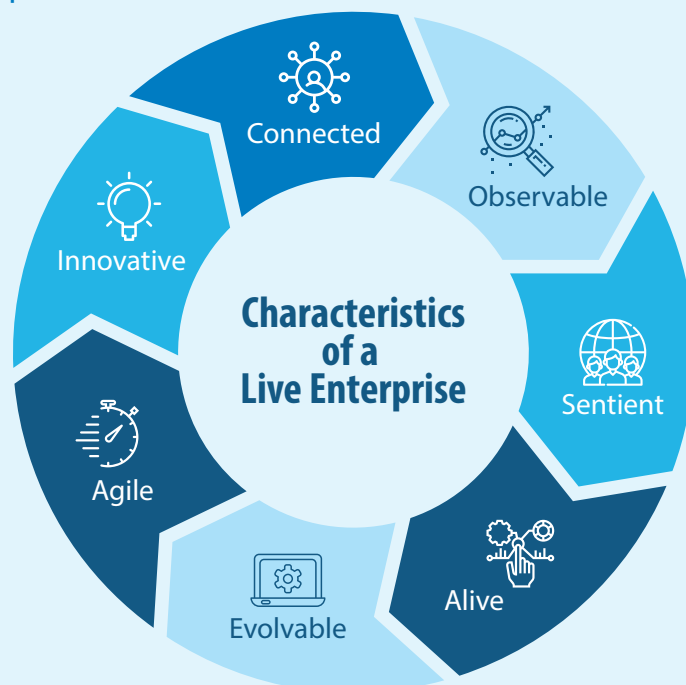 Characteristics
of a
Live Enterprise
Connected
Observable
Sentient
Alive
Evolvable
Agile
Innovative